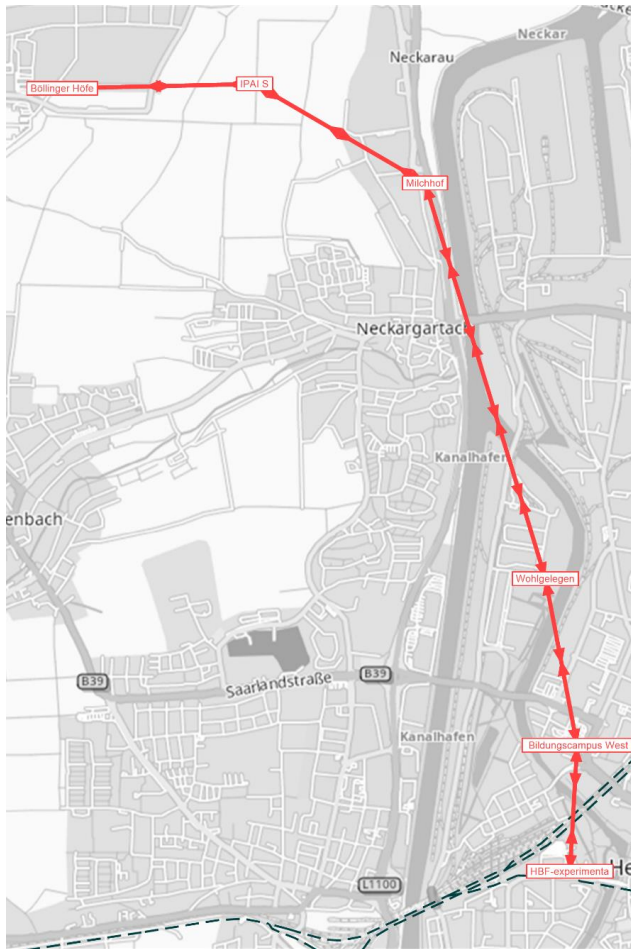 Neckar
Neckarau
Böllinger Höfe
IPAI S
Milchhof
Neckargartach
Kanalhafen
enbach
Wohlgelegen
B39
Saarlandstraße
B39
Kanalhafen
Bildungscampus West
HBF-experimenta
He
L1100